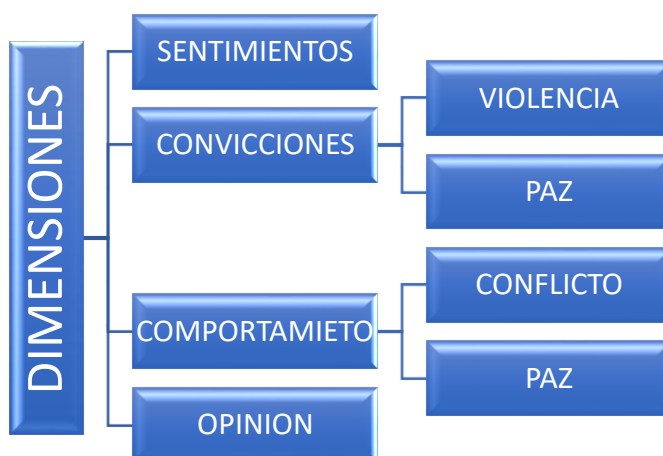 DIMENSIONES
SENTIMIENTOS
CONVICCIONES
VIOLENCIA
PAZ
COMPORTAMIETO
CONFLICTO
PAZ
OPINION